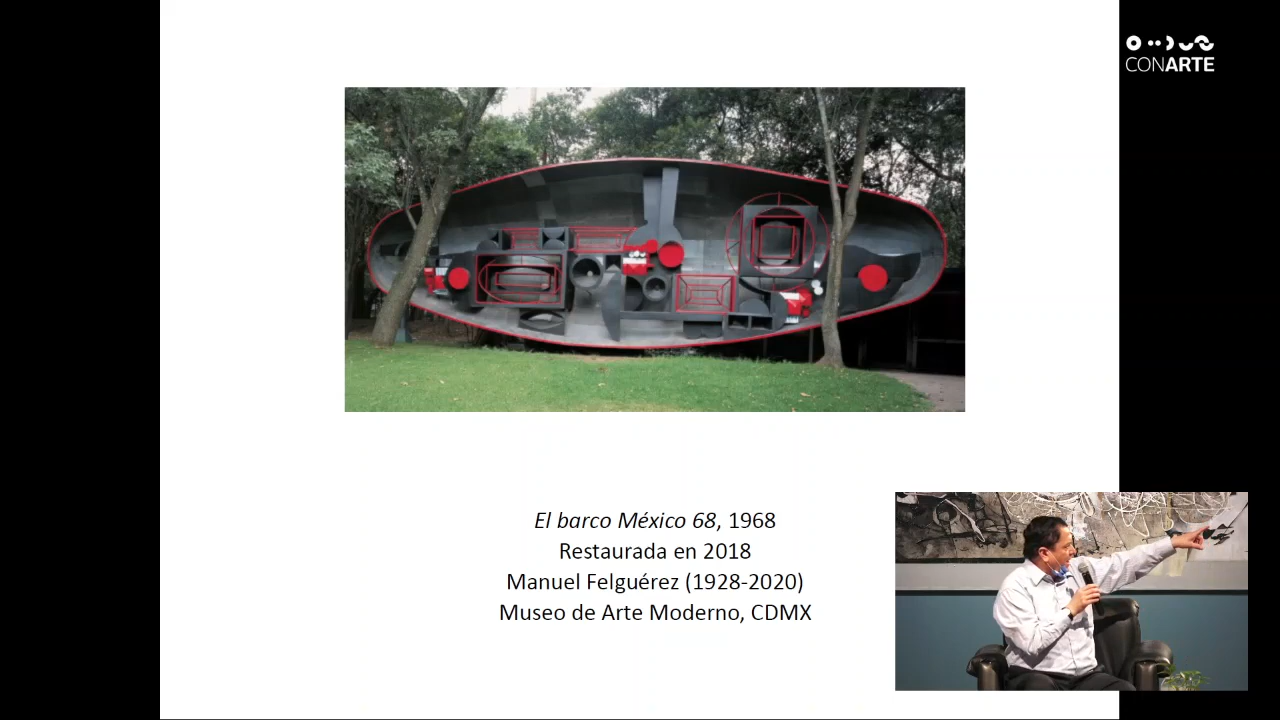 CONARTE
El barco México 68, 1968
Restaurada en 2018
Manuel Felguérez (1928-2020)
Museo de Arte Moderno, CDMX